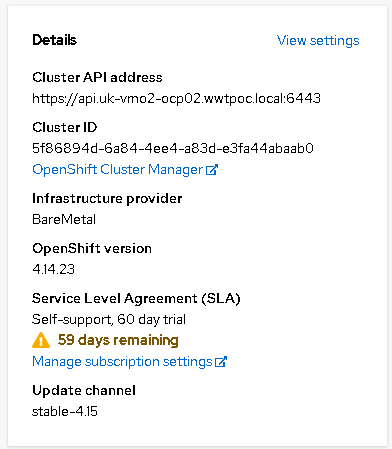 Details
View settings
Cluster API address
https://api.uk-vmo2-ocp02.wwtpoc.local:6443
Cluster ID
5f86894d-6a84-4ee4-a83d-e3fa44abaab0
OpenShift Cluster Manager
Infrastructure provider
BareMetal
OpenShift version
4.14.23
Service Level Agreement (SLA)
Self-support, 60 day trial
59 days remaining
Manage subscription settings
Update channel
stable-4.15